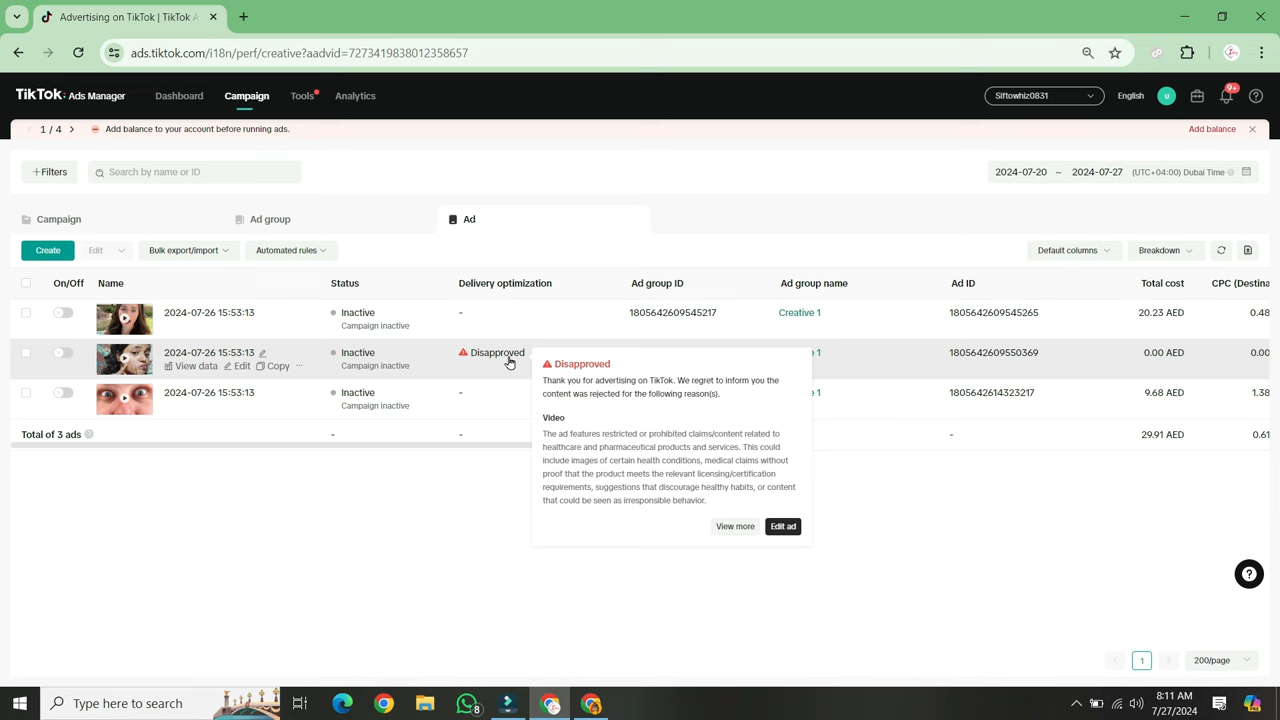 TikTok Ads Manager | TikTok A
ads.tiktok.com/i18n/perf/creative?aadvid=7273419838012358657
TikTok: Ads Manager Dashboard Campaign Tools Analytics Siftowhiz0831 English u 9+
1 / 4 Add balance to your account before running ads. Add balance
+Filters Search by name or ID 2024-07-20 ~ 2024-07-27 (UTC+04:00) Dubai Time
Campaign Ad group Ad
Create Edit Bulk export/import Automated rules Default columns Breakdown
On/Off Name Status Delivery optimization Ad group ID Ad group name Ad ID Total cost CPC (Destina
2024-07-26 15:53:13 Inactive - 1805642609545217 Creative 1 1805642609545265 20.23 AED 0.48
Campaign inactive
2024-07-26 15:53:13 Inactive Disapproved e 1 1805642609550369 0.00 AED 0.00
View data Edit Copy ··· Campaign inactive
2024-07-26 15:53:13 Inactive - e 1 1805642614323217 9.68 AED 1.38
Campaign inactive
Total of 3 ads - - - 29.91 AED 0.61
Disapproved
Thank you for advertising on TikTok. We regret to inform you the
content was rejected for the following reason(s).
Video
The ad features restricted or prohibited claims/content related to
healthcare and pharmaceutical products and services. This could
include images of certain health conditions, medical claims without
proof that the product meets the relevant licensing/certification
requirements, suggestions that discourage healthy habits, or content
that could be seen as irresponsible behavior.
View more Edit ad
1 200/page
Type here to search 8 8:11 AM
7/27/2024